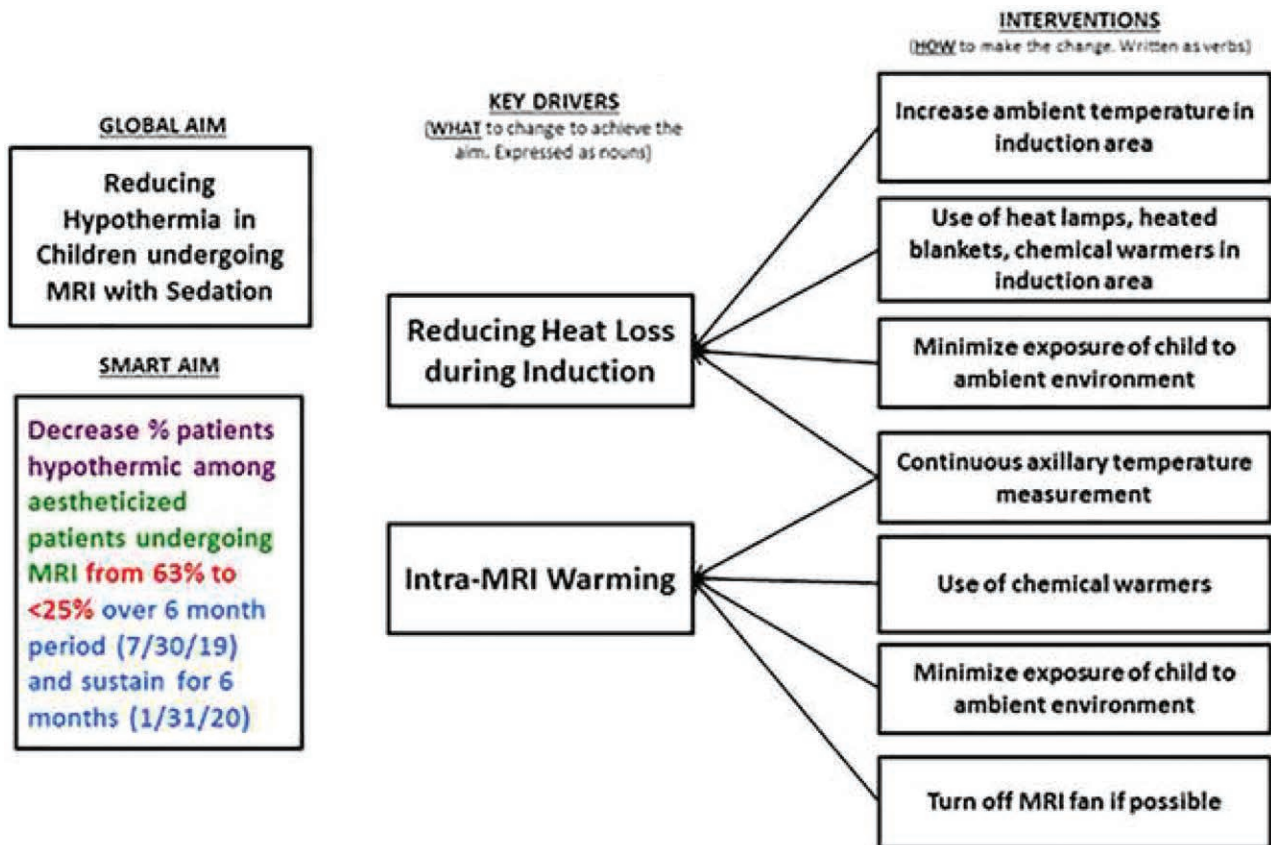 GLOBAL AIM
Reducing
Hypothermia in
Children undergoing
MRI with Sedation
SMART AIM
Decrease % patients
hypothermic among
aestheticized
patients undergoing
MRI from 63% to
<25% over 6 month
period (7/30/19)
and sustain for 6
months (1/31/20)
KEY DRIVERS
(WHAT to change to achieve the
aim. Expressed as nouns)
Reducing Heat Loss
during Induction
Intra-MRI Warming
INTERVENTIONS
(HOW to make the change. Written as verbs)
Increase ambient temperature in
induction area
Use of heat lamps, heated
blankets, chemical warmers in
induction area
Minimize exposure of child to
ambient environment
Continuous axillary temperature
measurement
Use of chemical warmers
Minimize exposure of child to
ambient environment
Turn off MRI fan if possible